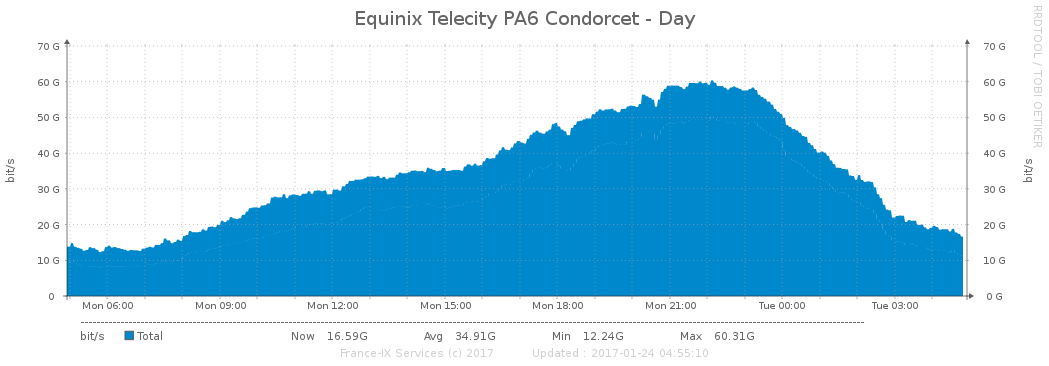 Equinix Telecity PA6 Condorcet - Day
RRDTOOL / TOBI OETIKER
70 G 70 G
60 G 60 G
50 G 50 G
40 G 40 G
30 G 30 G
20 G 20 G
10 G 10 G
0 0 G
bit/s bit/s
Mon 06:00 Mon 09:00 Mon 12:00 Mon 15:00 Mon 18:00 Mon 21:00 Tue 00:00 Tue 03:00
bit/s Total Now 16.59G Avg 34.91G Min 12.24G Max 60.31G
France-IX Services (c) 2017 Updated : 2017-01-24 04:55:10